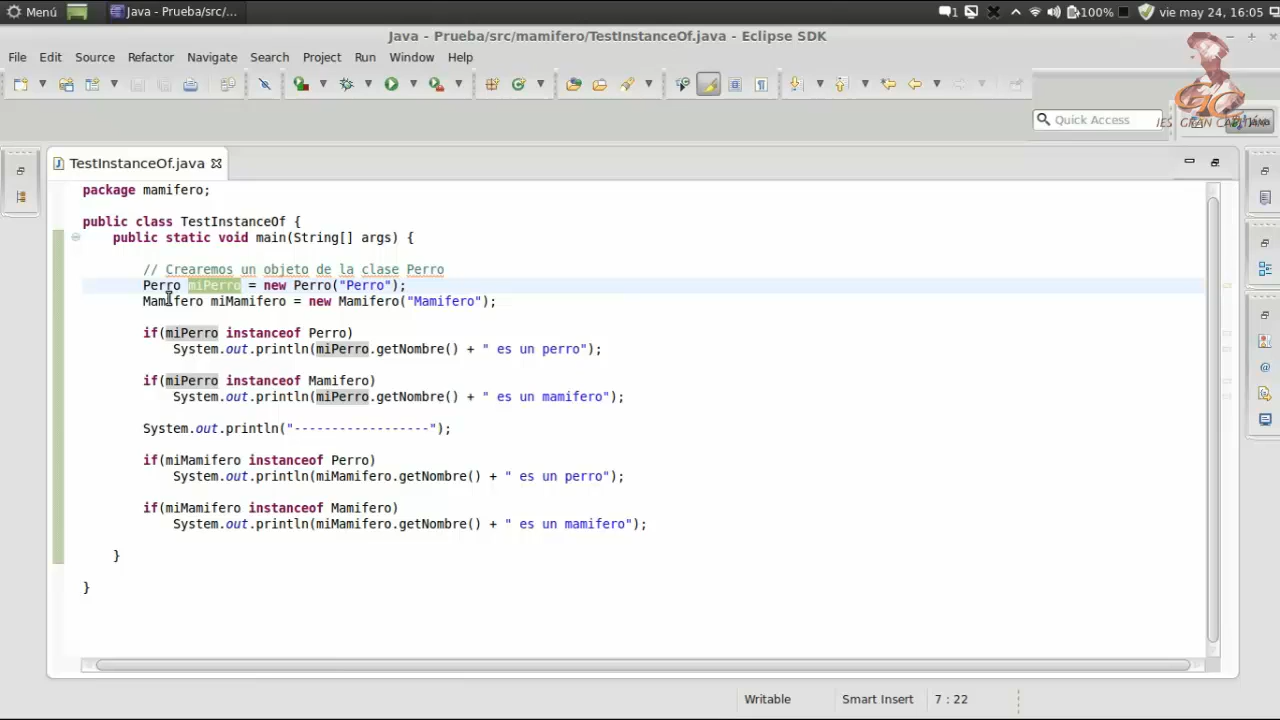 Menú
Java - Prueba/src/...
1
100%
vie may 24, 16:05
Java - Prueba/src/mamifero/TestInstanceOf.java - Eclipse SDK
File Edit Source Refactor Navigate Search Project Run Window Help
Quick Access
GC
IES GRAN CAPITÁN
TestInstanceOf.java
package mamifero;
public class TestInstanceOf {
public static void main(String[] args) {
// Crearemos un objeto de la clase Perro
Perro miPerro = new Perro("Perro");
Mamifero miMamifero = new Mamifero("Mamifero");
if(miPerro instanceof Perro)
System.out.println(miPerro.getNombre() + " es un perro");
if(miPerro instanceof Mamifero)
System.out.println(miPerro.getNombre() + " es un mamifero");
System.out.println("------------------");
if(miMamifero instanceof Perro)
System.out.println(miMamifero.getNombre() + " es un perro");
if(miMamifero instanceof Mamifero)
System.out.println(miMamifero.getNombre() + " es un mamifero");
}
}
Writable
Smart Insert
7 : 22